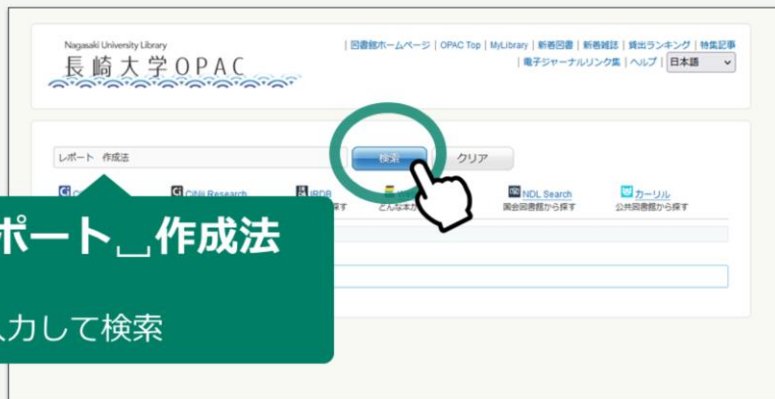 Nagasaki University Library
長崎大学OPAC
| 図書館ホームページ | OPAC Top | MyLibrary | 新着図書 | 新着雑誌 | 貸出ランキング | 特集記事
| 電子ジャーナルリンク集 | ヘルプ | 日本語
レポート 作成法
検索
クリア
CiNii Research
IRDB
NDL Search
カーリル
どんな本か
国会図書館から探す
公共図書館から探す
ポート␣作成法
入力して検索